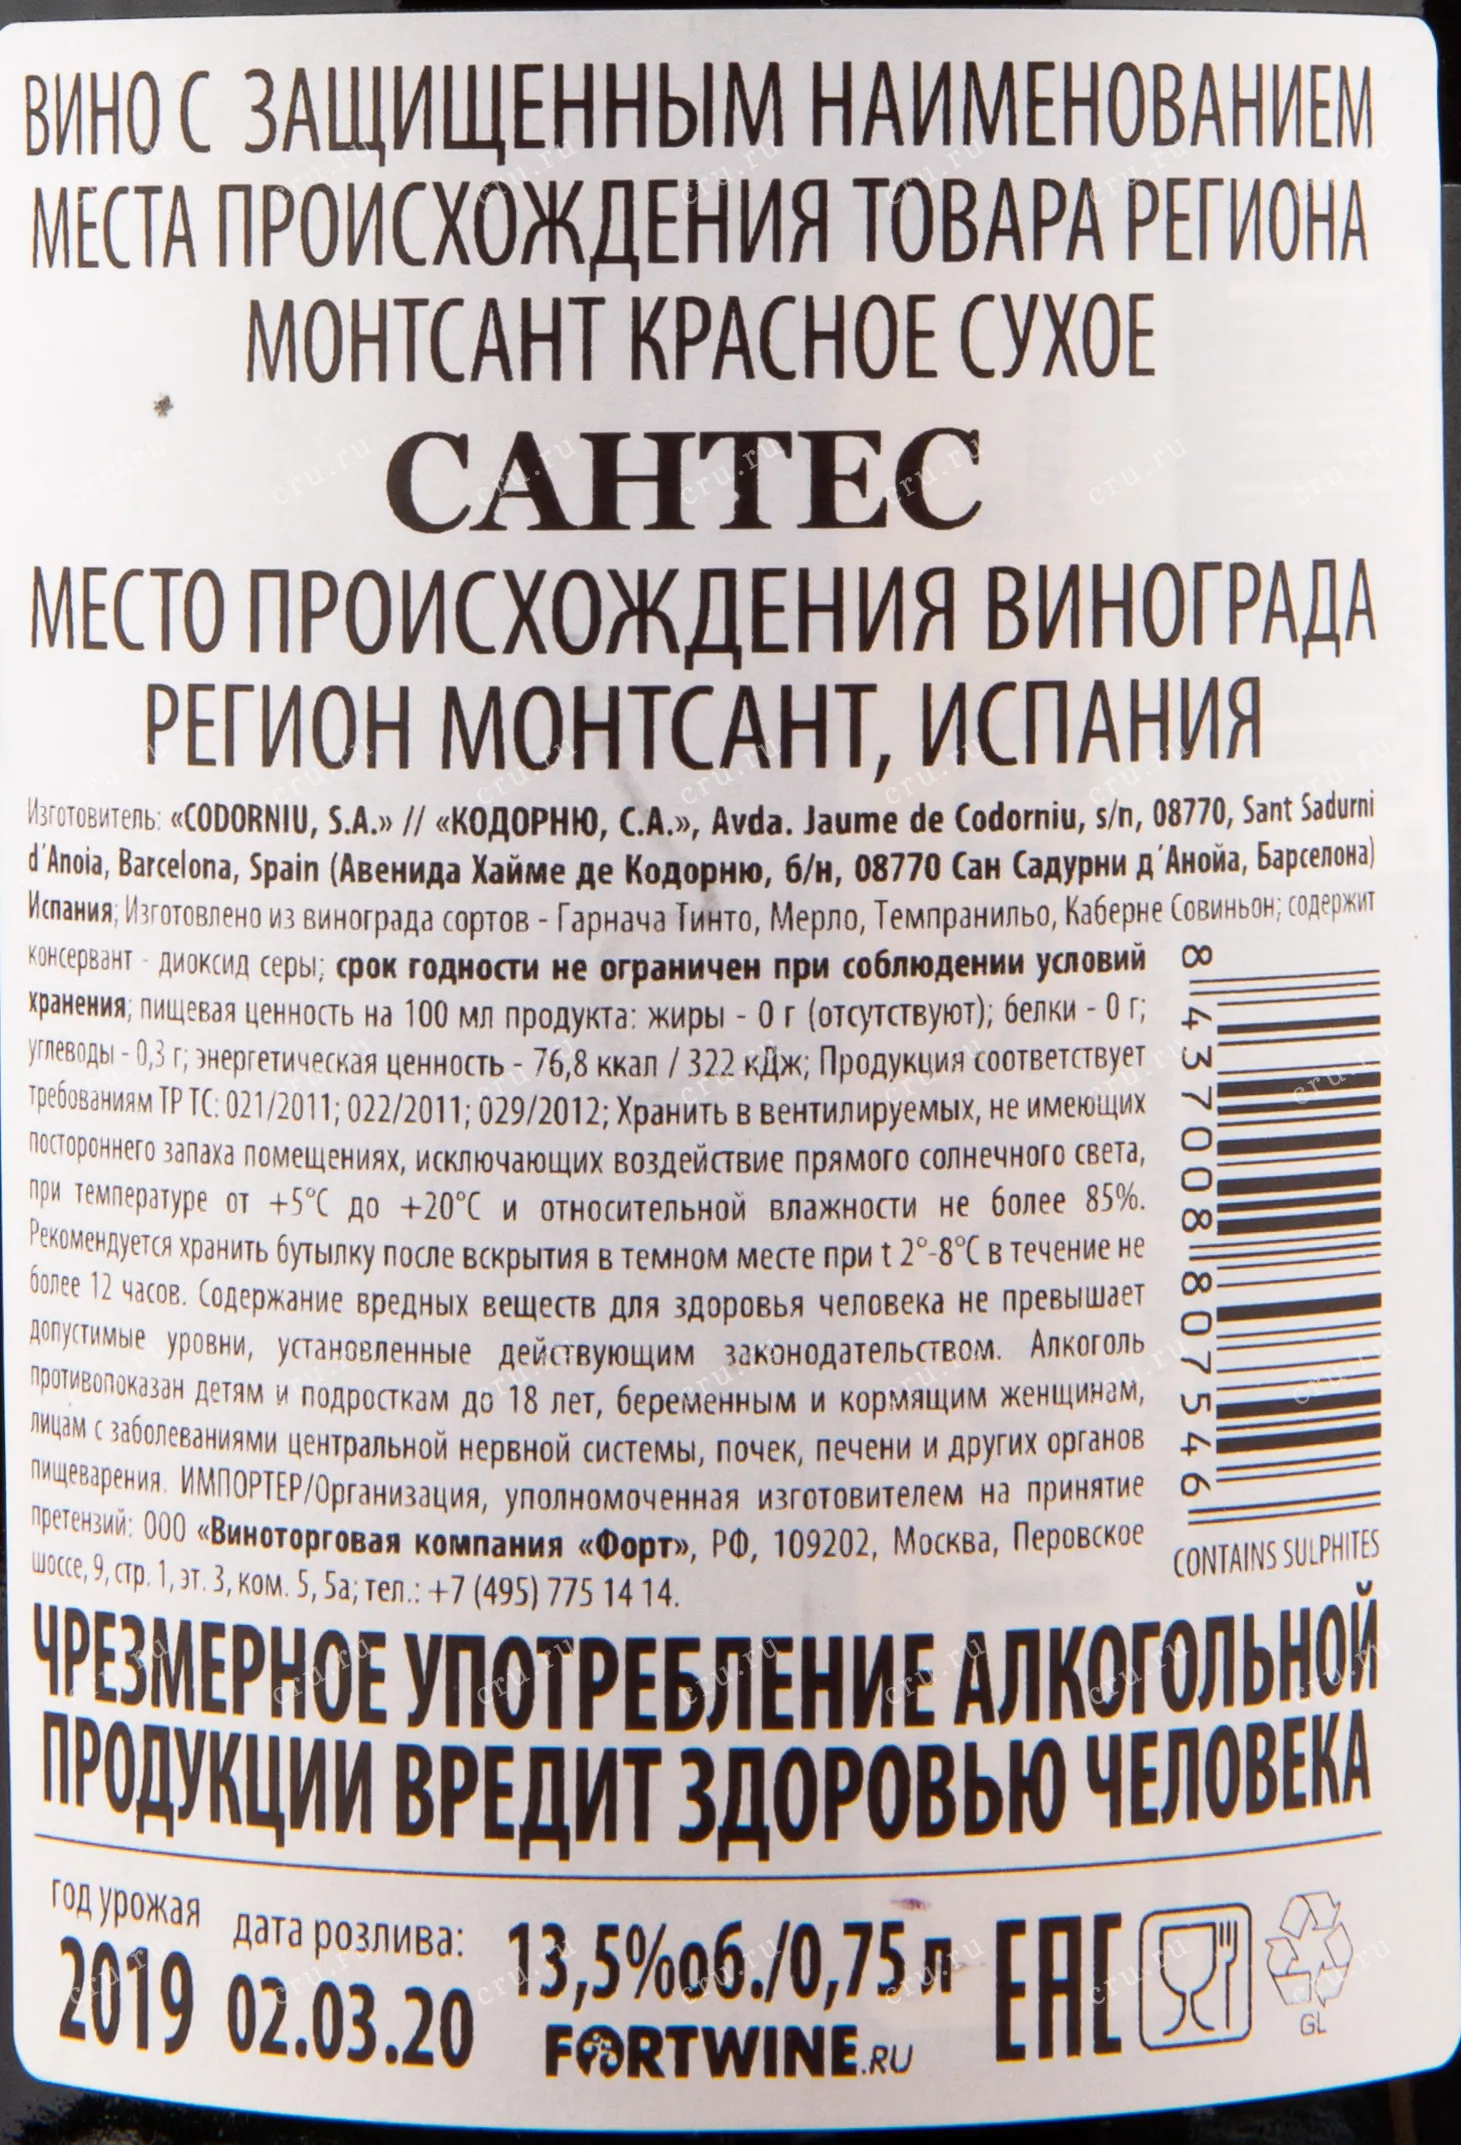 ВИНО С ЗАЩИЩЕННЫМ НАИМЕНОВАНИЕМ
МЕСТА ПРОИСХОЖДЕНИЯ ТОВАРА РЕГИОНА
МОНТСАНТ КРАСНОЕ СУХОЕ
САНТЕС
МЕСТО ПРОИСХОЖДЕНИЯ ВИНОГРАДА
РЕГИОН МОНТСАНТ, ИСПАНИЯ
Изготовитель: «CODORNIU, S.A.» // «КОДОРНЮ, С.А.», Avda. Jaume de Codorniu, s/n, 08770, Sant Sadurni
d´Anoia, Barcelona, Spain (Авенида Хайме де Кодорню, б/н, 08770 Сан Садурни д´Анойа, Барселона)
Испания; Изготовлено из винограда сортов - Гарнача Тинто, Мерло, Темпранильо, Каберне Совиньон; содержит
консервант - диоксид серы; срок годности не ограничен при соблюдении условий
хранения; пищевая ценность на 100 мл продукта: жиры - 0 г (отсутствуют); белки - 0 г;
углеводы - 0,3 г; энергетическая ценность - 76,8 ккал / 322 кДж; Продукция соответствует
требованиям ТР ТС: 021/2011; 022/2011; 029/2012; Хранить в вентилируемых, не имеющих
постороннего запаха помещениях, исключающих воздействие прямого солнечного света,
при температуре от +5°С до +20°С и относительной влажности не более 85%.
Рекомендуется хранить бутылку после вскрытия в темном месте при t 2°-8°С в течение не
более 12 часов. Содержание вредных веществ для здоровья человека не превышает
допустимые уровни, установленные действующим законодательством. Алкоголь
противопоказан детям и подросткам до 18 лет, беременным и кормящим женщинам,
лицам с заболеваниями центральной нервной системы, почек, печени и других органов
пищеварения. ИМПОРТЕР/Организация, уполномоченная изготовителем на принятие
претензий: ООО «Виноторговая компания «Форт», РФ, 109202, Москва, Перовское
шоссе, 9, стр. 1, эт. 3, ком. 5, 5а; тел.: +7 (495) 775 14 14.
8 437008 807546
CONTAINS SULPHITES
ЧРЕЗМЕРНОЕ УПОТРЕБЛЕНИЕ АЛКОГОЛЬНОЙ
ПРОДУКЦИИ ВРЕДИТ ЗДОРОВЬЮ ЧЕЛОВЕКА
год урожая
2019
дата розлива:
02.03.20
13,5%об./0,75 л
FORTWINE.RU
ЕАС
GL
cru.ru